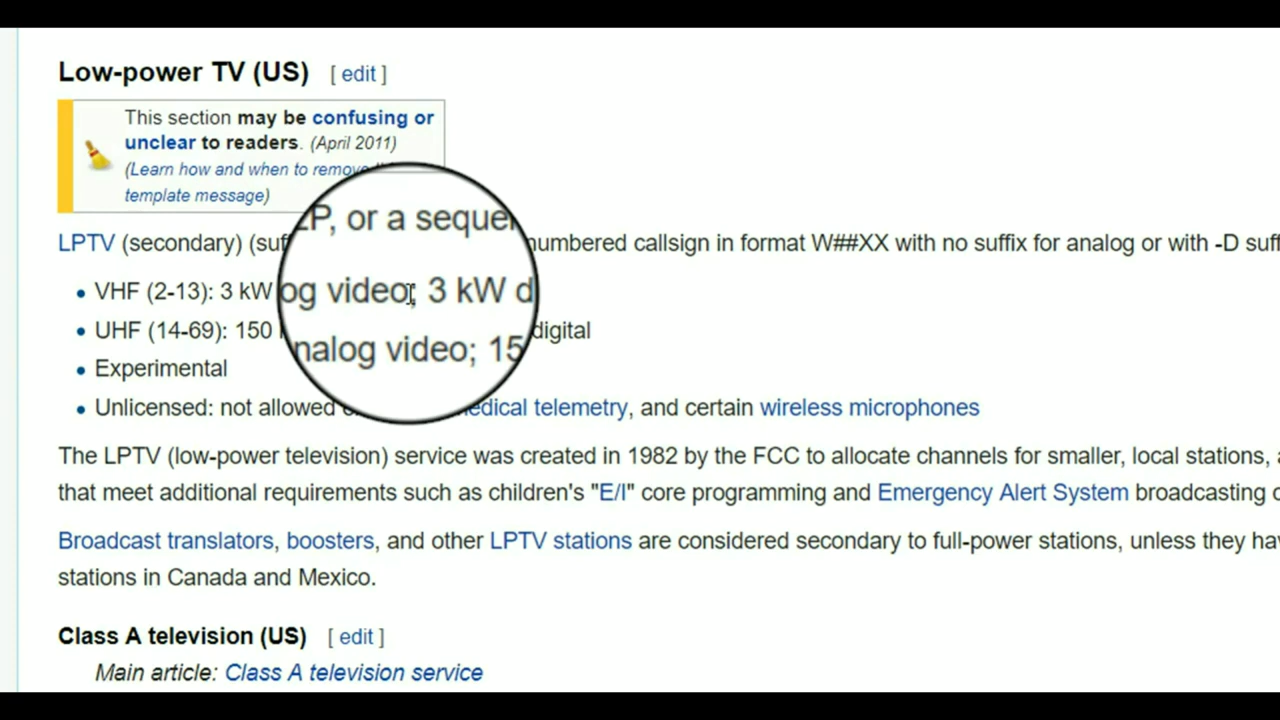 Low-power TV (US) [ edit ]
This section may be confusing or
unclear to readers. (April 2011)
(Learn how and when to remove
template message)
P, or a sequen
LPTV (secondary) numbered callsign in format W##XX with no suffix for analog or with -D
VHF (2-13): 3 kW og video; 3 kW d
UHF (14-69): 150 nalog video; 15 digital
Experimental
Unlicensed: not allowed edical telemetry, and certain wireless microphones
The LPTV (low-power television) service was created in 1982 by the FCC to allocate channels for smaller, local stations,
that meet additional requirements such as children's "E/I" core programming and Emergency Alert System broadcasting
Broadcast translators, boosters, and other LPTV stations are considered secondary to full-power stations, unless they
stations in Canada and Mexico.
Class A television (US) [ edit ]
Main article: Class A television service